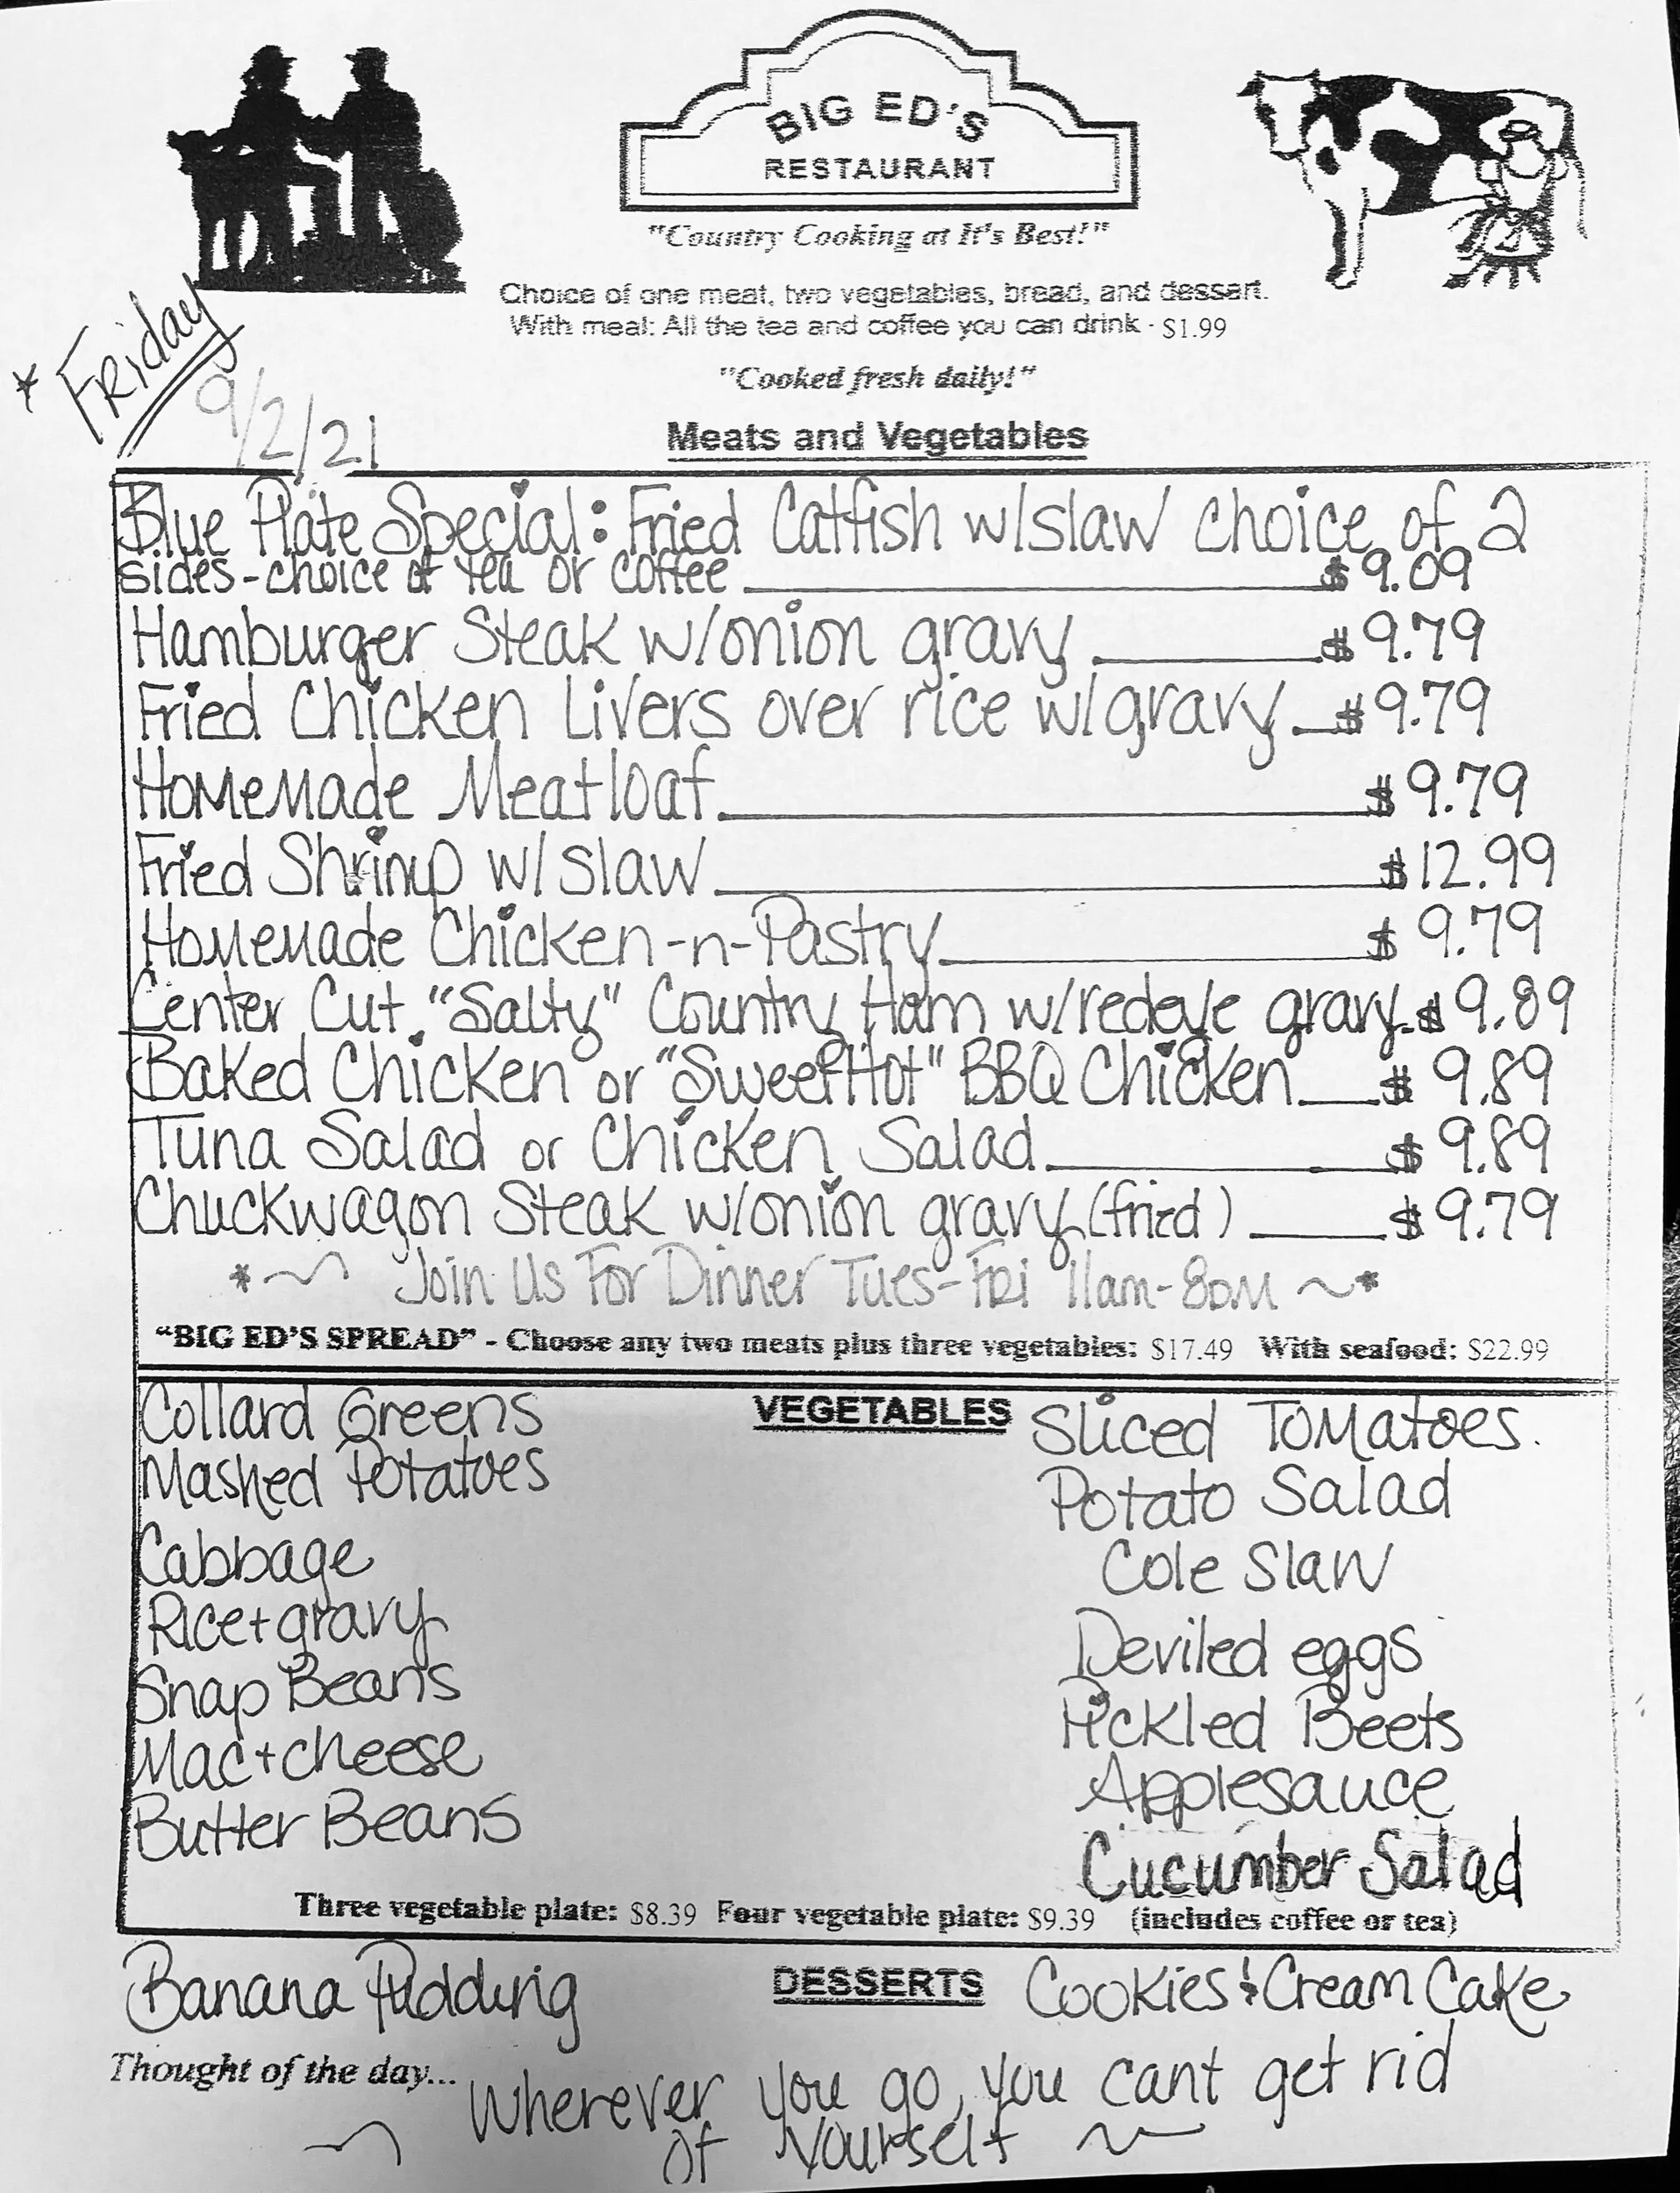 BIG ED'S
RESTAURANT
"Country Cooking at It's Best!"
Choice of one meat, two vegetables, bread, and dessert.
With meal: All the tea and coffee you can drink - $1.99
"Cooked fresh daily!"
* Friday
9/2/21
Meats and Vegetables
Blue Plate Special: Fried Catfish w/slaw choice of 2
sides-choice of tea or coffee $9.09
Hamburger Steak w/onion gravy $9.79
Fried Chicken Livers over rice w/gravy $9.79
Homemade Meatloaf $9.79
Fried Shrimp w/slaw $12.99
Homemade Chicken-n-Pastry $9.79
Center Cut "Salty" Country Ham w/redeye gravy $9.89
Baked Chicken or "Sweet Hot" BBQ Chicken $9.89
Tuna Salad or Chicken Salad $9.89
Chuckwagon Steak w/onion gravy (fried) $9.79
*~ Join Us For Dinner Tues-Fri 11am-8pm ~*
"BIG ED'S SPREAD" - Choose any two meats plus three vegetables: $17.49 With seafood: $22.99
VEGETABLES
Collard Greens
Mashed Potatoes
Cabbage
Rice+gravy
Snap Beans
Mac+cheese
Butter Beans
Sliced Tomatoes
Potato Salad
Cole Slaw
Deviled eggs
Pickled Beets
Applesauce
Cucumber Salad
Three vegetable plate: $8.39 Four vegetable plate: $9.39 (includes coffee or tea)
DESSERTS
Banana Pudding
Cookies & Cream Cake
Thought of the day... Wherever you go, you cant get rid
~ of yourself ~